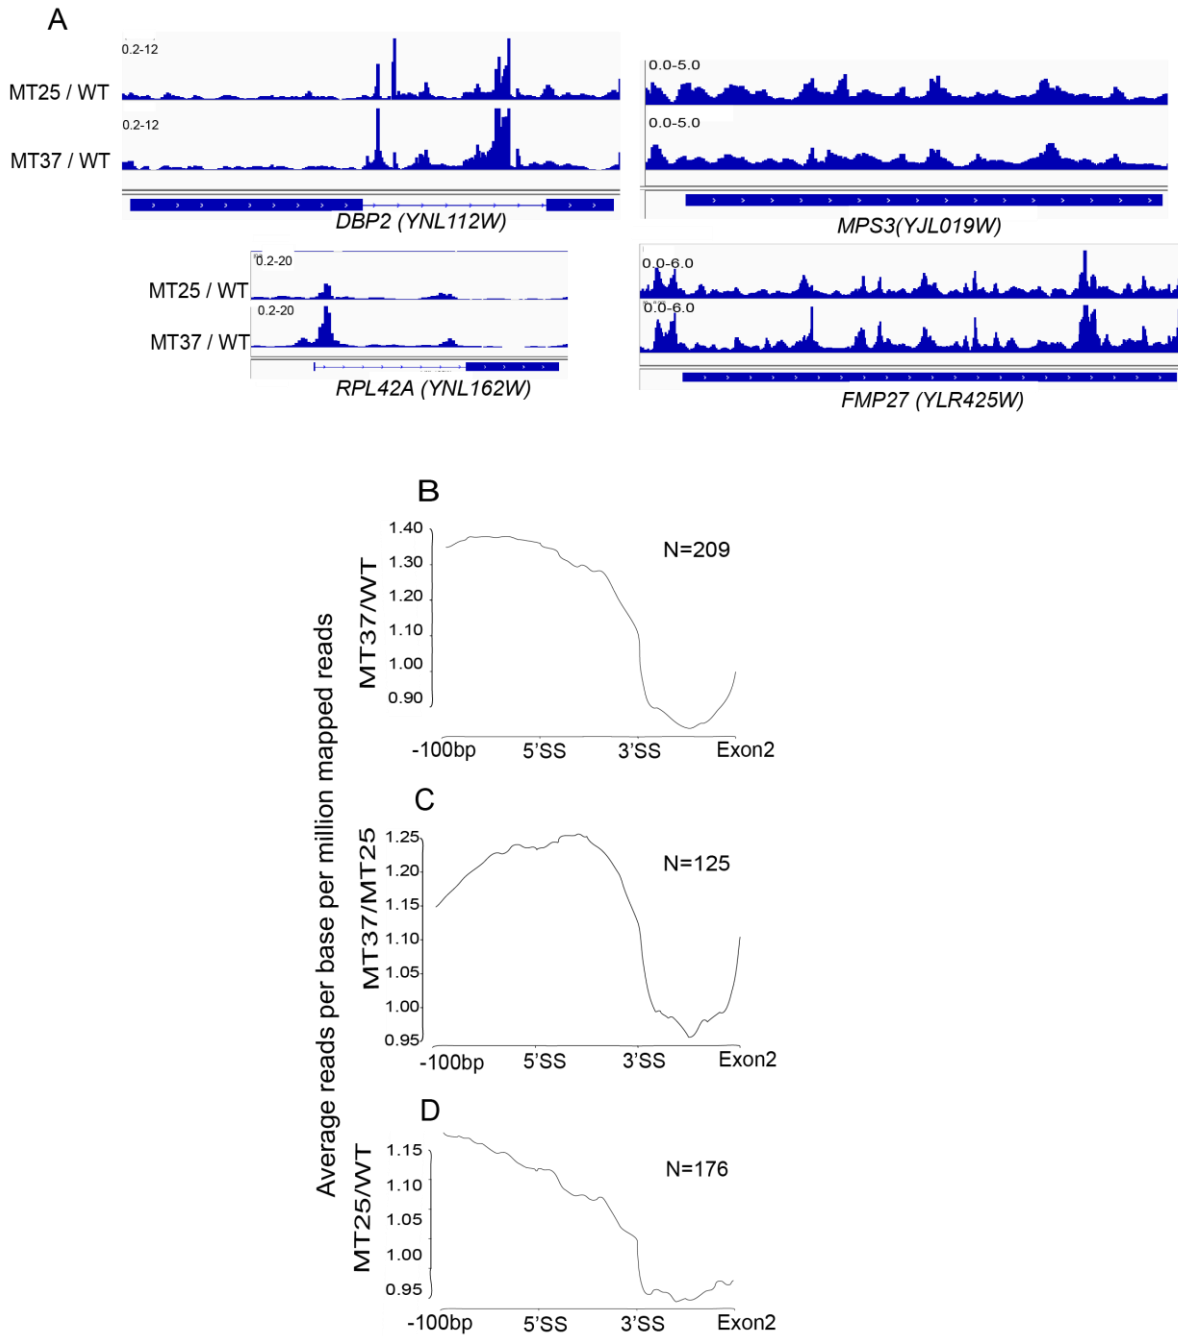 A
0.2-12
MT25 / WT
0.2-12
MT37 / WT
DBP2 (YNL112W)
0.0-5.0
0.0-5.0
MPS3(YJL019W)
0.2-20
MT25 / WT
0.2-20
MT37 / WT
RPL42A (YNL162W)
0.0-6.0
0.0-6.0
FMP27 (YLR425W)
Average reads per base per million mapped reads
B
MT37/WT
1.40
1.30
1.20
1.10
1.00
0.90
N=209
-100bp 5'SS 3'SS Exon2
C
MT37/MT25
1.25
1.20
1.15
1.10
1.05
1.00
0.95
N=125
-100bp 5'SS 3'SS Exon2
D
MT25/WT
1.15
1.10
1.05
1.00
0.95
N=176
-100bp 5'SS 3'SS Exon2